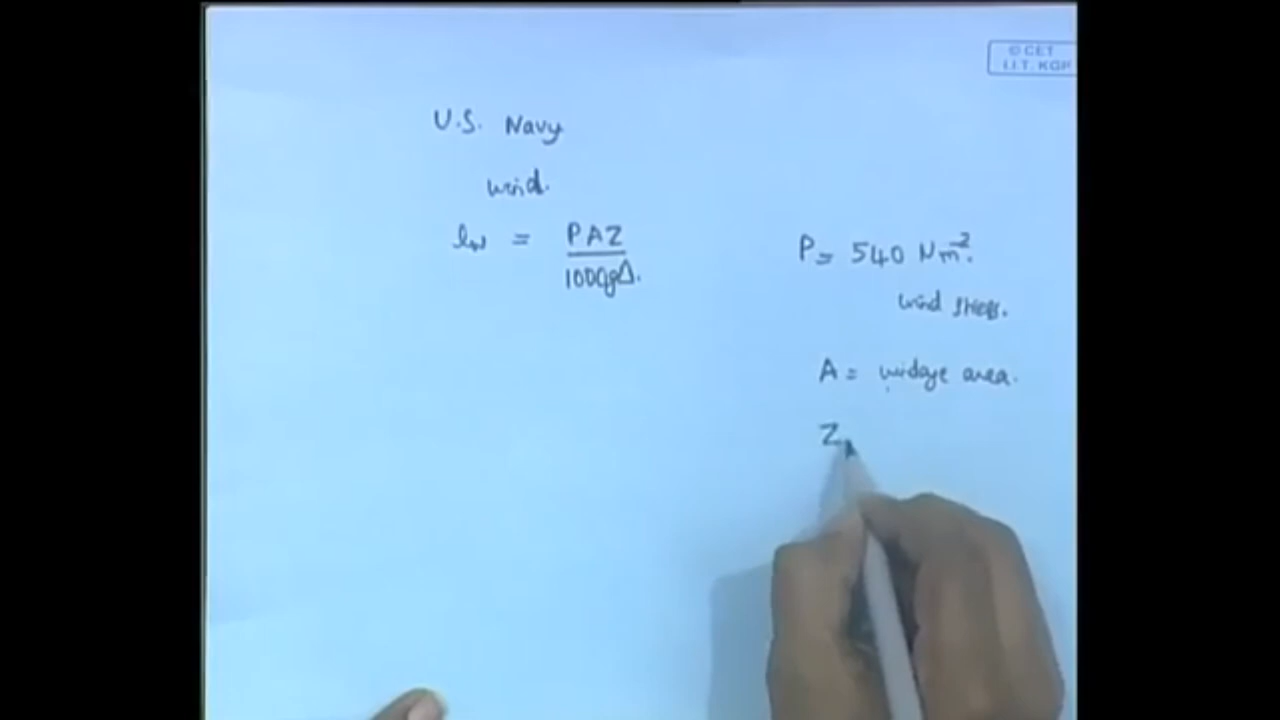 © CET
I.I.T. KGP
U.S. Navy
wind.
lw = PAZ
1000gΔ.
P = 540 Nm⁻².
wind stress.
A = windage area.
Z